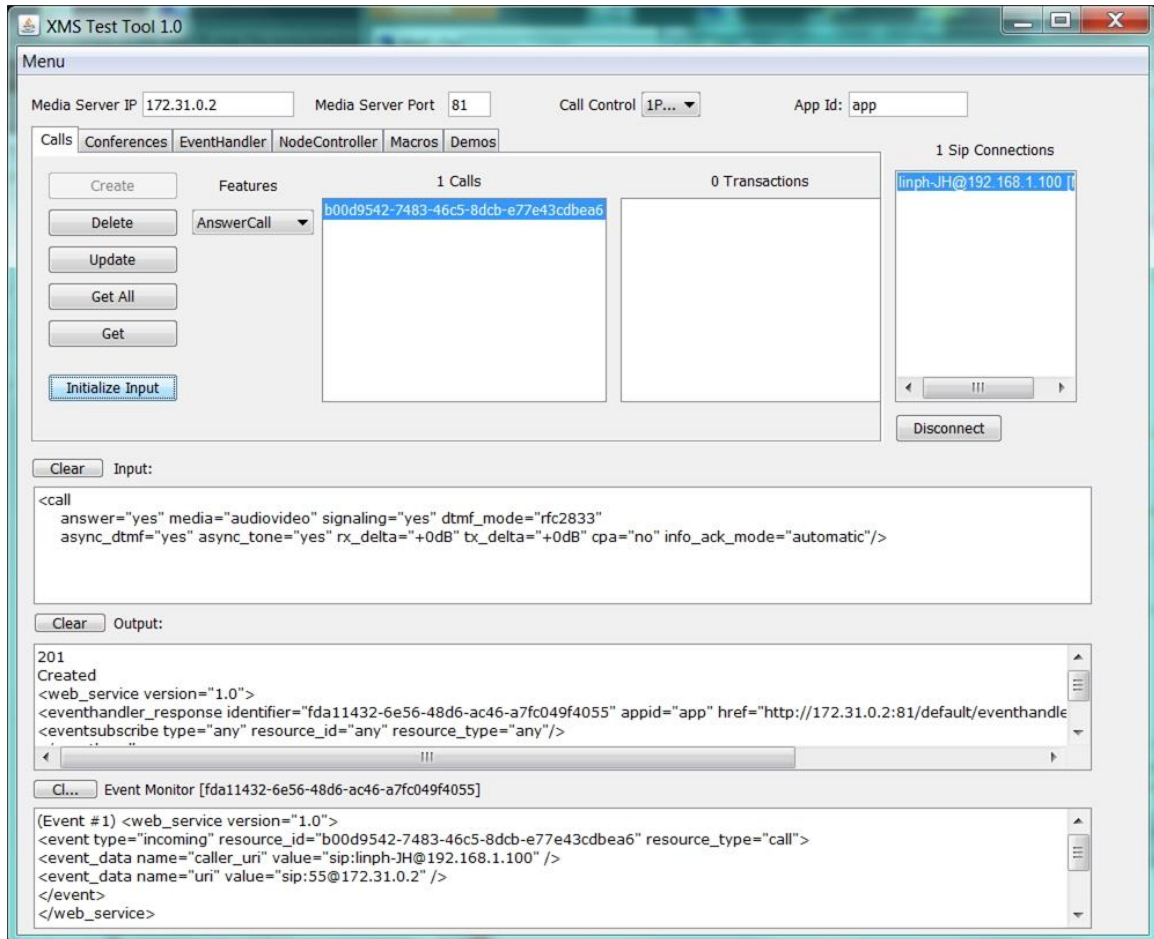 XMS Test Tool 1.0
Menu
Media Server IP 172.31.0.2 Media Server Port 81 Call Control 1P... App Id: app
Calls Conferences EventHandler NodeController Macros Demos
1 Sip Connections
Create Features 1 Calls 0 Transactions
linph-JH@192.168.1.100
b00d9542-7483-46c5-8dcb-e77e43cdbea6
Delete AnswerCall
Update
Get All
Get
Initialize Input
Disconnect
Clear Input:
<call
answer="yes" media="audiovideo" signaling="yes" dtmf_mode="rfc2833"
async_dtmf="yes" async_tone="yes" rx_delta="+0dB" tx_delta="+0dB" cpa="no" info_ack_mode="automatic"/>
Clear Output:
201
Created
<web_service version="1.0">
<eventhandler_response identifier="fda11432-6e56-48d6-ac46-a7fc049f4055" appid="app" href="http://172.31.0.2:81/default/eventhandle
<eventsubscribe type="any" resource_id="any" resource_type="any"/>
Cl... Event Monitor [fda11432-6e56-48d6-ac46-a7fc049f4055]
(Event #1) <web_service version="1.0">
<event type="incoming" resource_id="b00d9542-7483-46c5-8dcb-e77e43cdbea6" resource_type="call">
<event_data name="caller_uri" value="sip:linph-JH@192.168.1.100" />
<event_data name="uri" value="sip:55@172.31.0.2" />
</event>
</web_service>